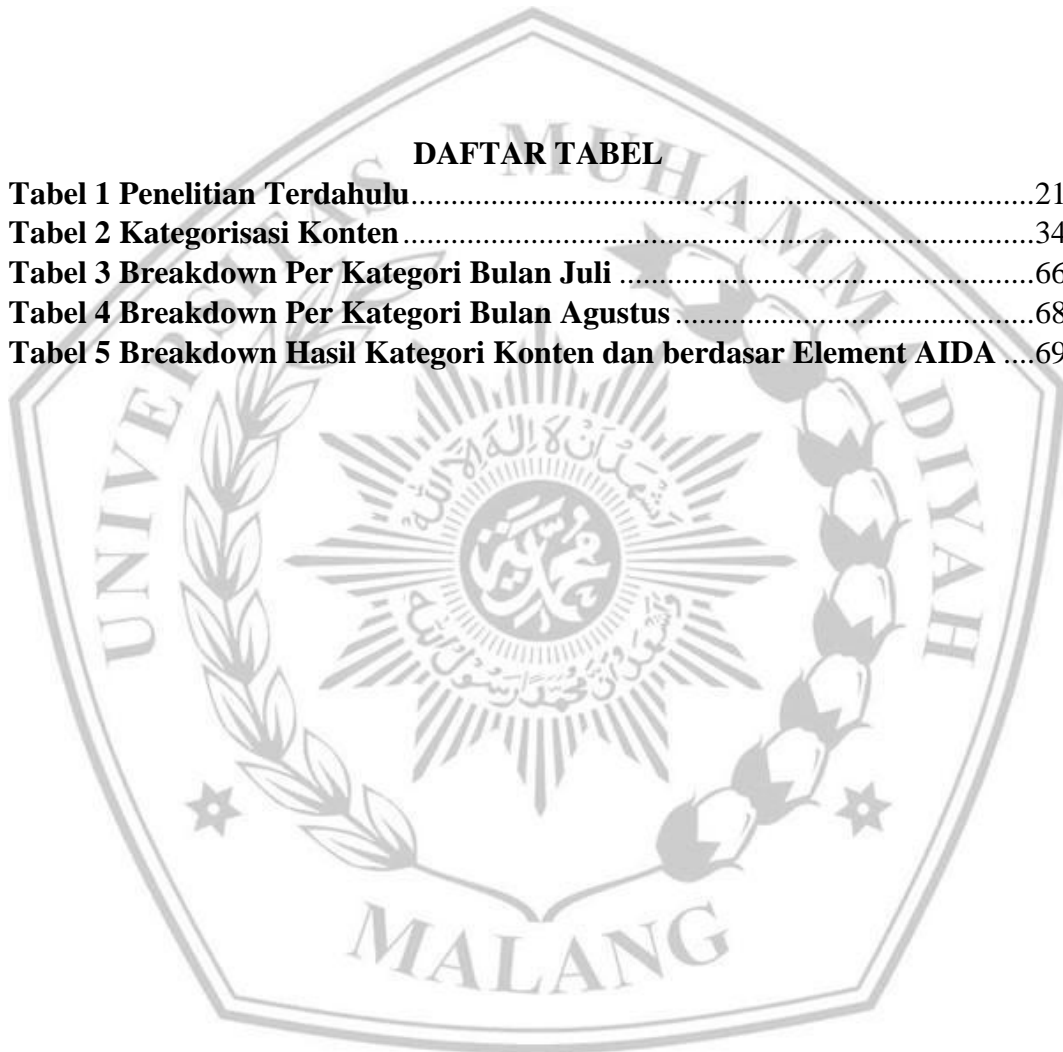 DAFTAR TABEL
Tabel 1 Penelitian Terdahulu....................................................................................21
Tabel 2 Kategorisasi Konten.....................................................................................34
Tabel 3 Breakdown Per Kategori Bulan Juli..........................................................66
Tabel 4 Breakdown Per Kategori Bulan Agustus...................................................68
Tabel 5 Breakdown Hasil Kategori Konten dan berdasar Element AIDA....69
UNIVERSITAS MUHAMMADIYAH
MALANG